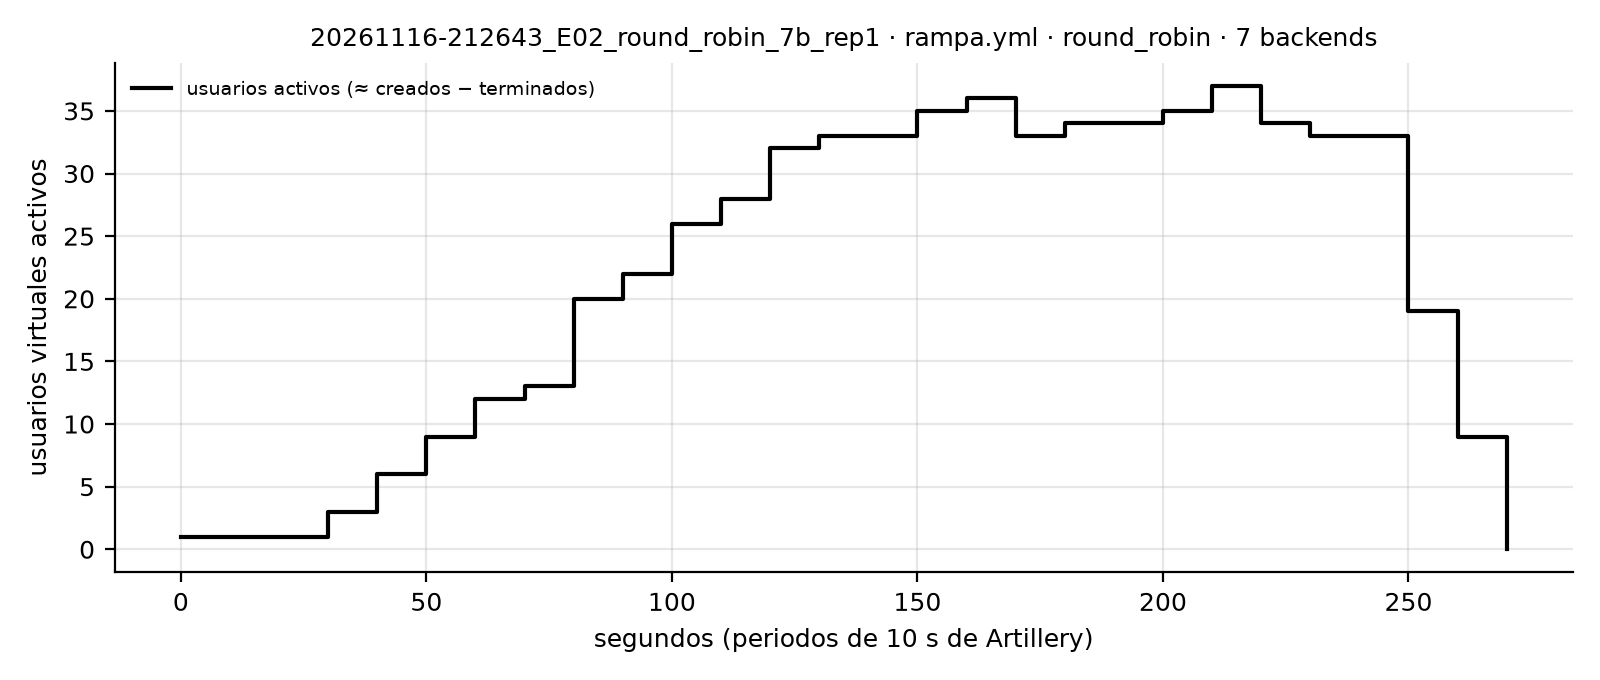 20261116-212643_E02_round_robin_7b_rep1 · rampa.yml · round_robin · 7 backends
usuarios activos (≈ creados − terminados)
usuarios virtuales activos
35
30
25
20
15
10
5
0
0 50 100 150 200 250
segundos (periodos de 10 s de Artillery)